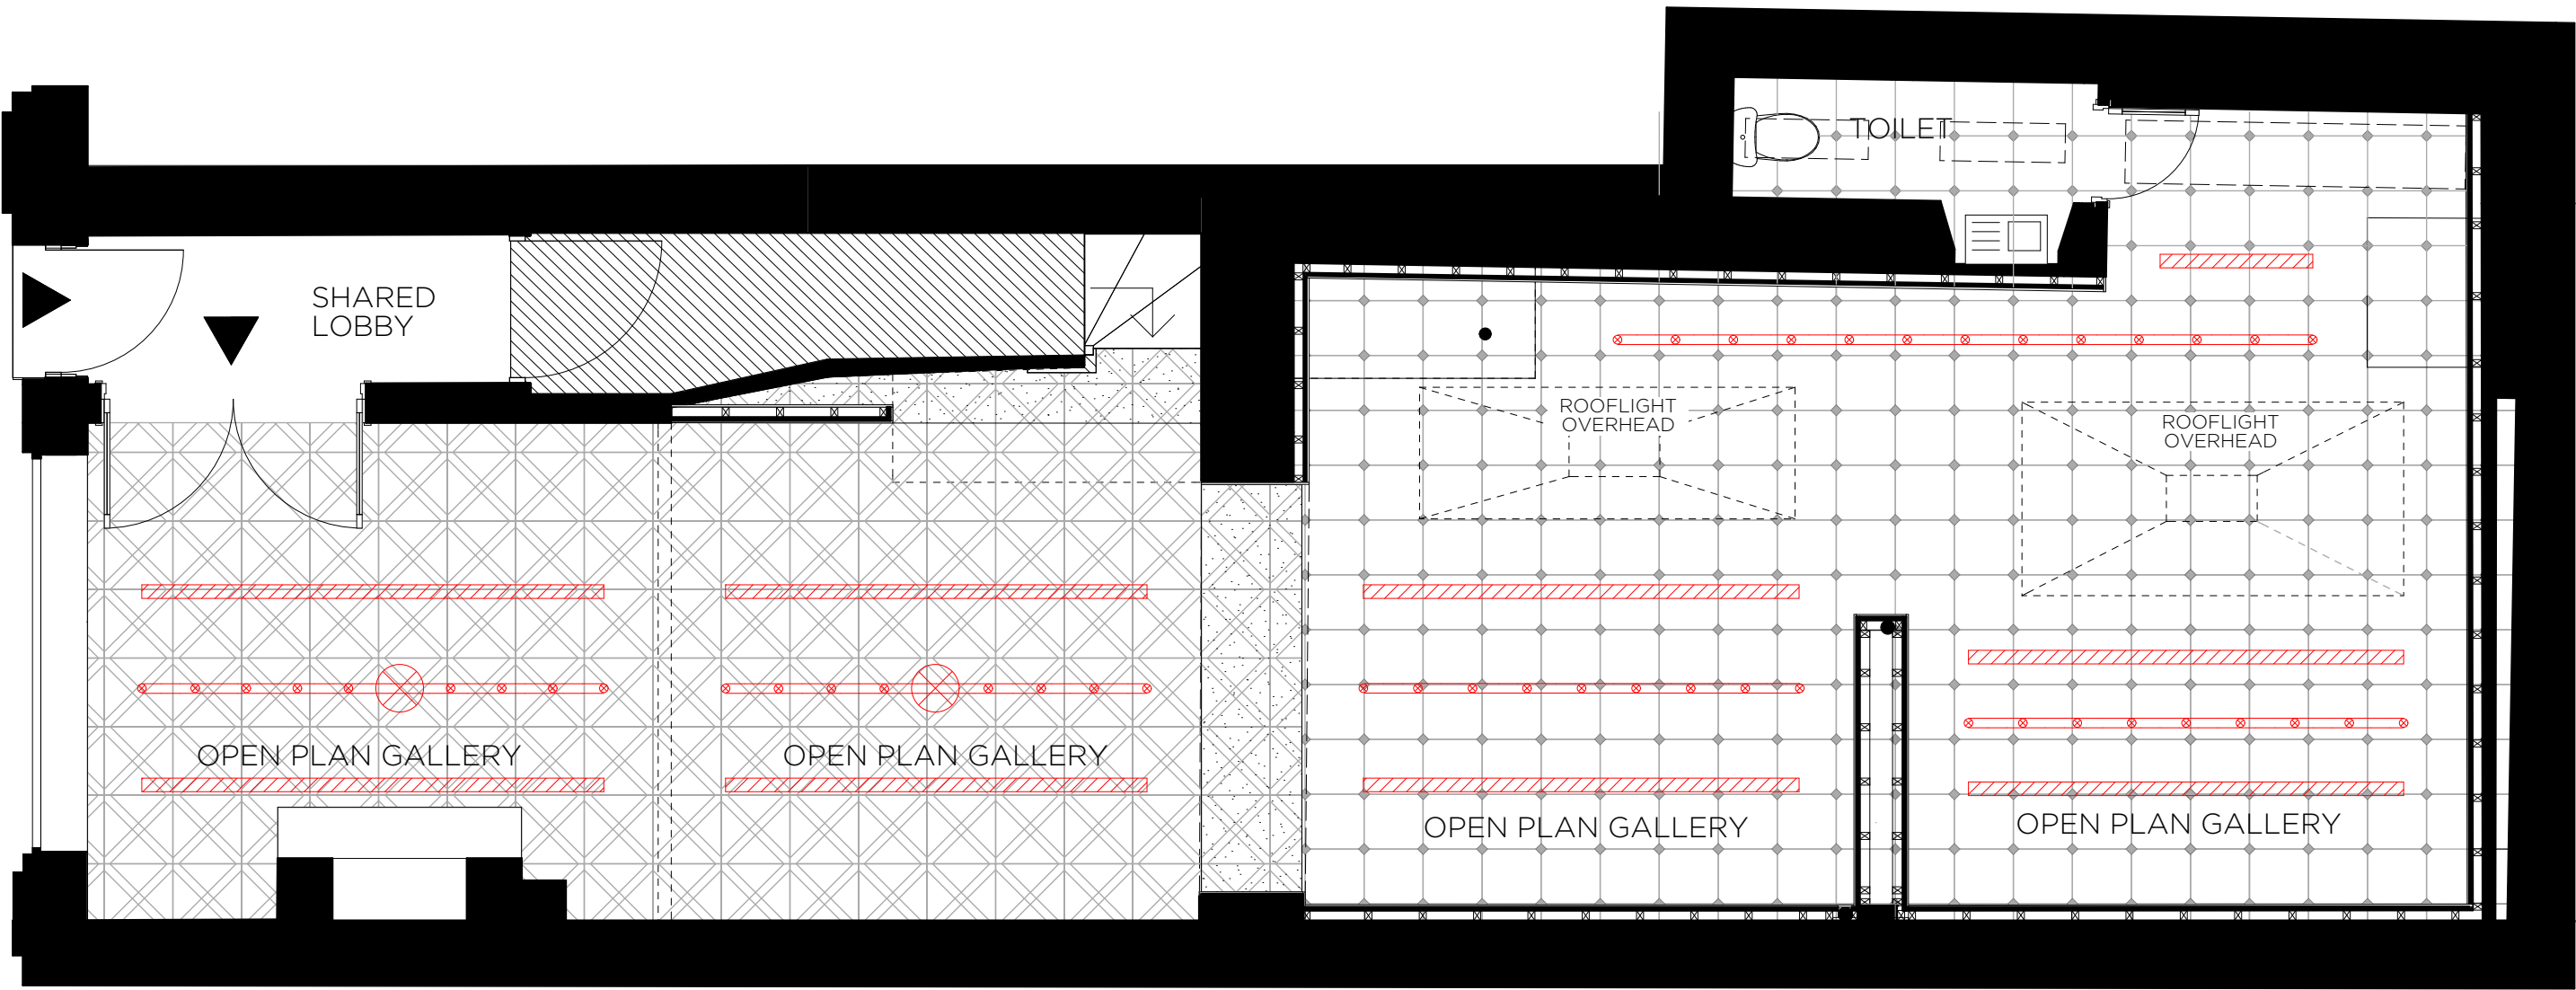 TOILET
SHARED
LOBBY
ROOFLIGHT
OVERHEAD
ROOFLIGHT
OVERHEAD
OPEN PLAN GALLERY
OPEN PLAN GALLERY
OPEN PLAN GALLERY
OPEN PLAN GALLERY